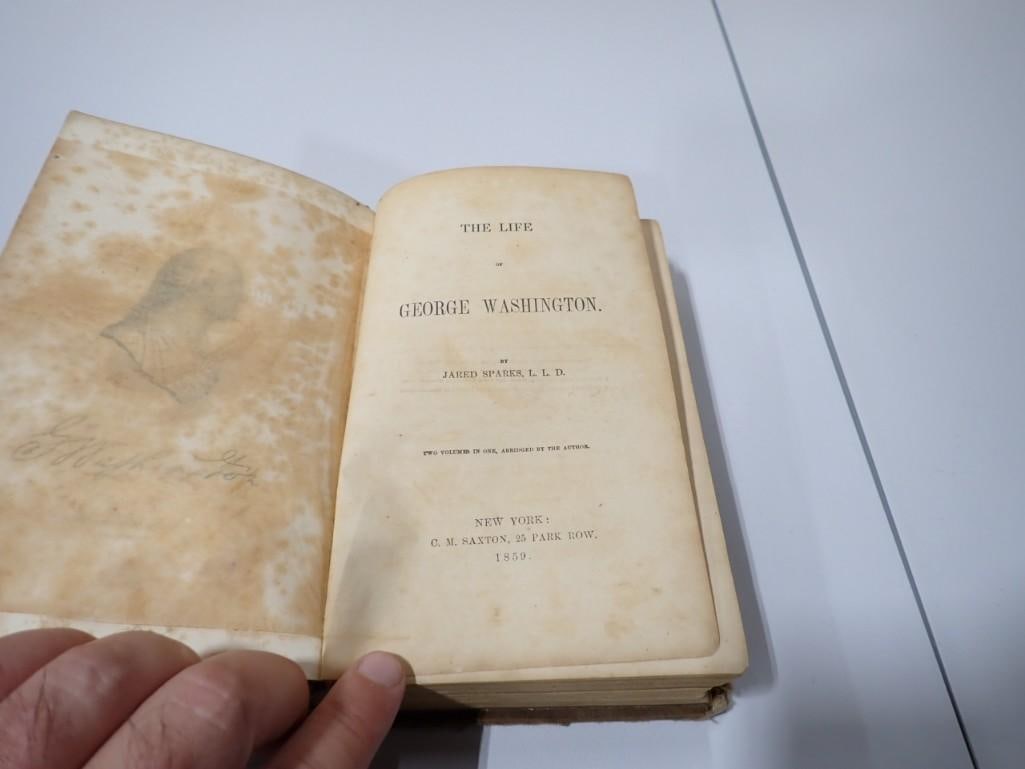 G Washington
THE LIFE
OF
GEORGE WASHINGTON.
BY
JARED SPARKS, L. L. D.
TWO VOLUMES IN ONE, ABRIDGED BY THE AUTHOR.
NEW YORK:
C. M. SAXTON, 25 PARK ROW.
1859.